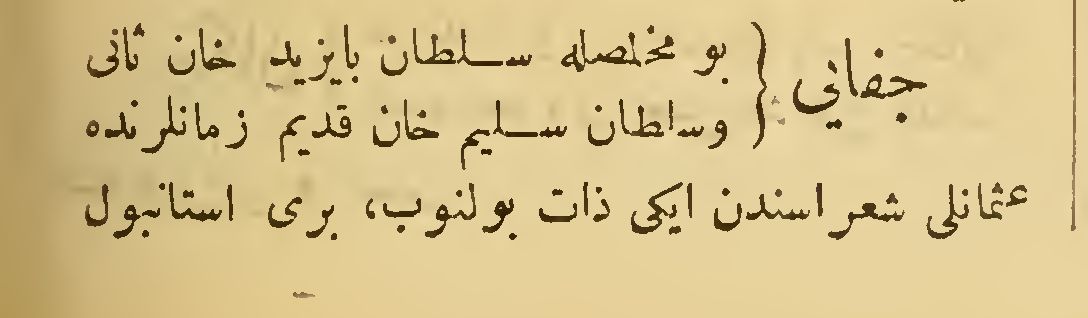 جفائی { بو مخلصله سلطان بایزید خان ثانی
وسلطان سلیم خان قدیم زمانلرنده
عثمانلی شعراسندن ایکی ذات بولنوب، بری استانبول